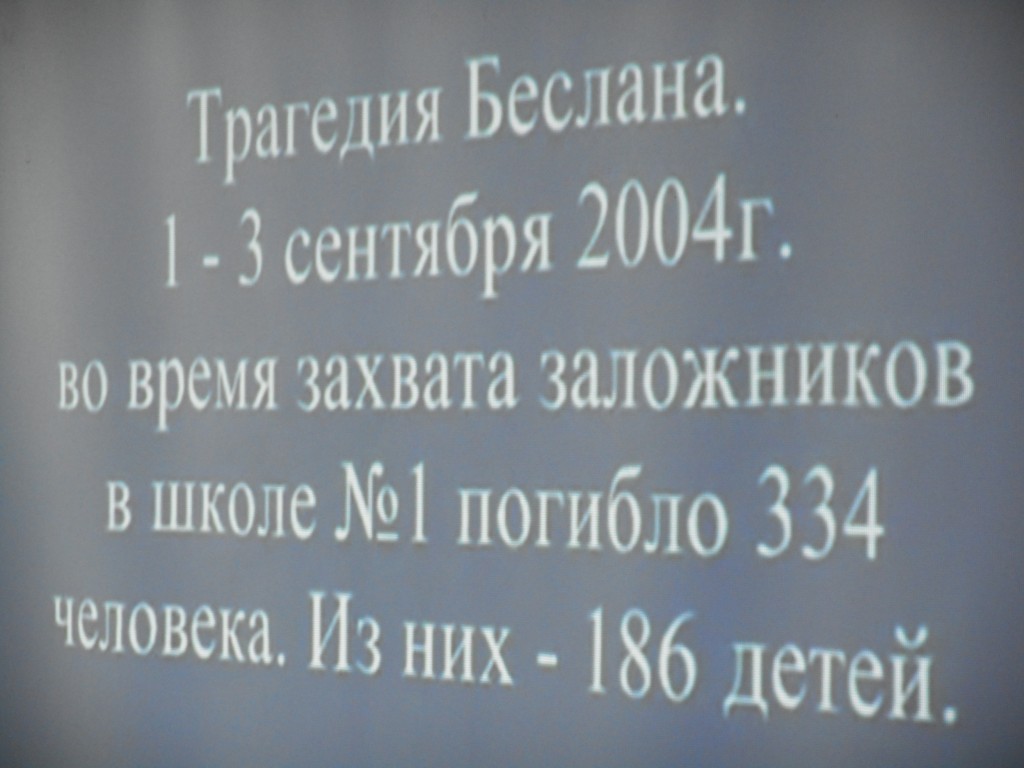 Трагедия Беслана.
1 - 3 сентября 2004г.
во время захвата заложников
в школе №1 погибло 334
человека. Из них - 186 детей.